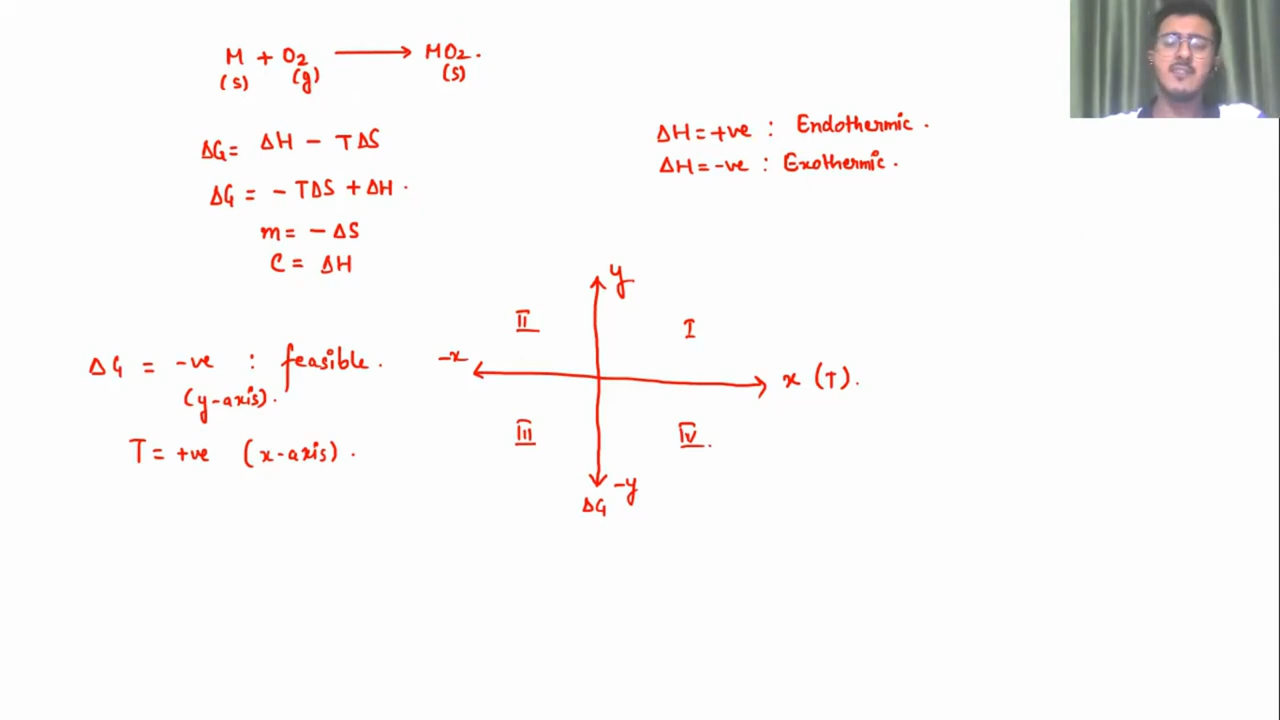 M + O₂ ⟶ MO₂.
(s) (g) (s)
ΔG = ΔH - TΔS
ΔG = - TΔS + ΔH.
m = - ΔS
C = ΔH
ΔH = +ve : Endothermic.
ΔH = -ve : Exothermic.
ΔG = -ve : feasible.
(y-axis).
T = +ve (x-axis).
y
II I
-x x (T).
III IV.
-y
ΔG